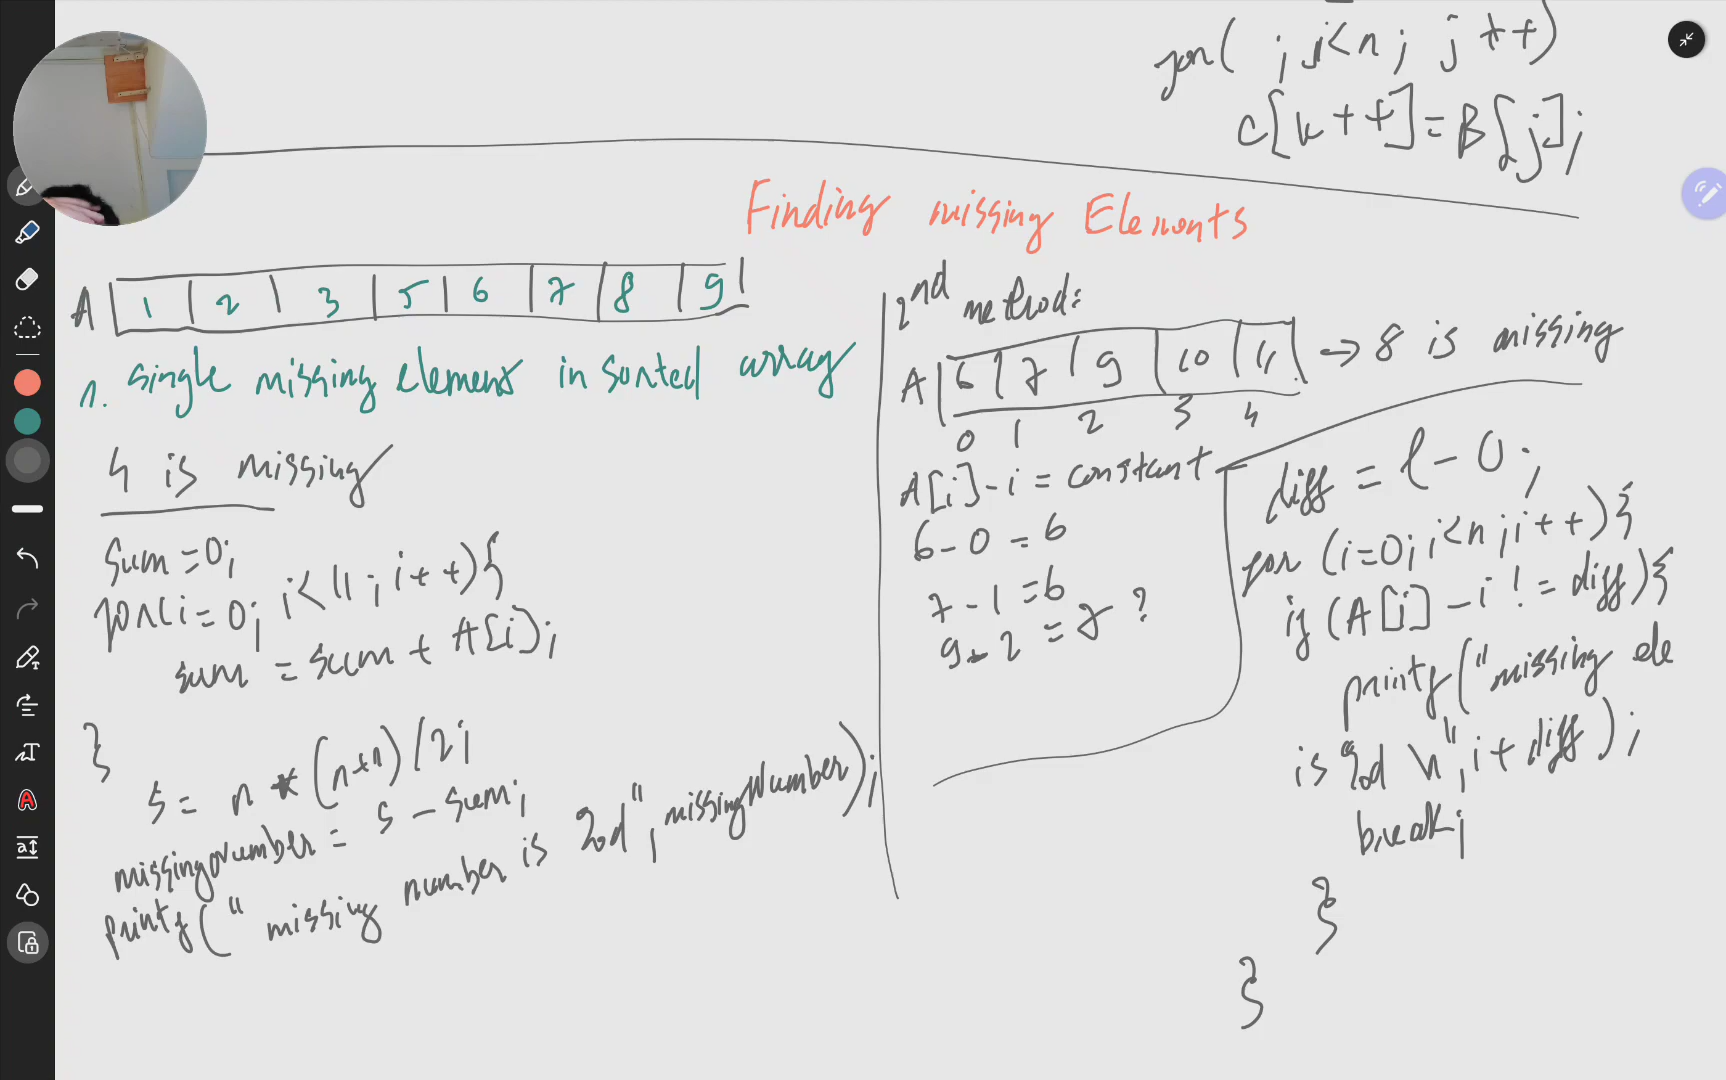 for( ; j<n; j++)
C[k++]=B[j];
Finding missing Elements
A 1 2 3 5 6 7 8 9
1. single missing element in sorted array
4 is missing
sum=0;
for(i=0; i<11; i++){
sum = sum + A[i);
}
S= n*(n+n)/2;
missingNumber = S-sum;
printf("missing number is %d", missingNumber);
2nd method:
A 6 7 9 10 11 → 8 is missing
0 1 2 3 4
A[i]-i = constant
6-0=6
7-1=6
9-2=7 ?
diff = l-0;
for (i=0; i<n; i++){
if (A[i]-i != diff){
printf("missing ele
is %d \n", i+diff);
break;
}
}